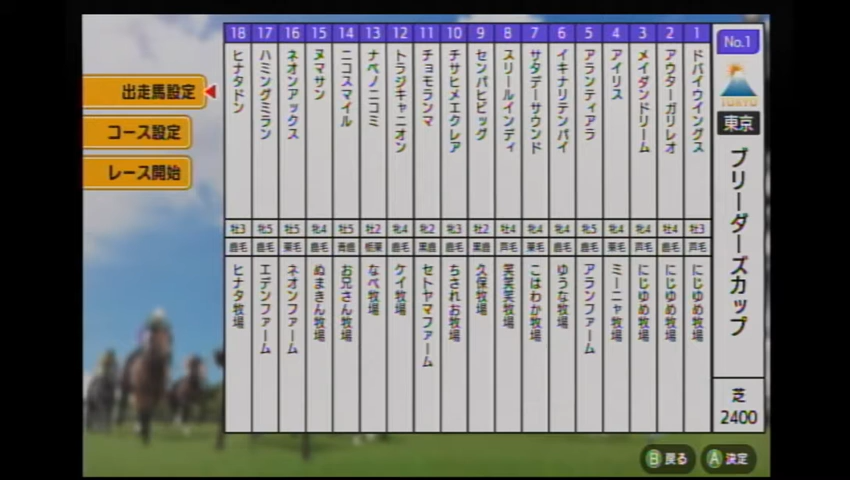 出走馬設定
コース設定
レース開始
No.1
TOKYO
東京
ブリーダーズカップ
芝
2400
1
ドバイウイングス
牡3
芦毛
にじゆめ牧場
2
アウターガリレオ
牡4
鹿毛
にじゆめ牧場
3
メイダンドリーム
牝4
芦毛
にじゆめ牧場
4
アイリス
牝4
栗毛
ミーニャ牧場
5
アランティアラ
牝5
鹿毛
アランファーム
6
イキナリテンパイ
牝4
鹿毛
ゆうな牧場
7
サタデーサウンド
牝4
栗毛
こはわか牧場
8
スリールインディ
牡4
芦毛
笑笑笑牧場
9
センパヒビッグ
牡2
黒鹿
久保牧場
10
チサヒメエクレア
牝3
鹿毛
ちされお牧場
11
チョモランマ
牝2
黒鹿
セトヤマファーム
12
トラジキャニオン
牝4
鹿毛
ケイ牧場
13
ナベノニコミ
牡2
栃栗
なべ牧場
14
ニコスマイル
牡5
青鹿
お兄さん牧場
15
ヌマサン
牝4
鹿毛
ぬまきん牧場
16
ネオンアックス
牡5
栗毛
ネオンファーム
17
ハミングミラン
牝5
鹿毛
エデンファーム
18
ヒナタドン
牡3
鹿毛
ヒナタ牧場
B 戻る
A 決定